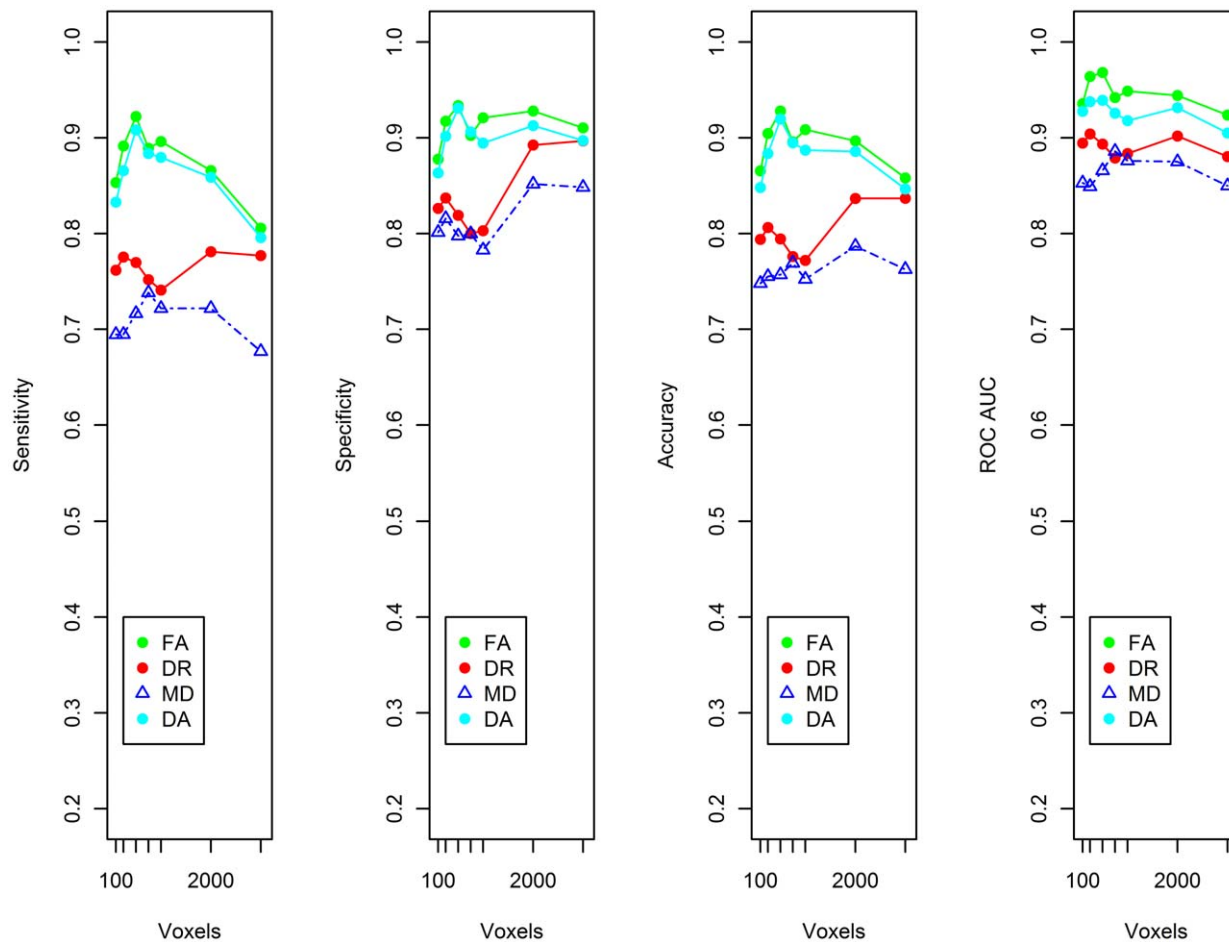 Sensitivity
1.0
0.9
0.8
0.7
0.6
0.5
0.4
0.3
0.2
FA
DR
MD
DA
100 2000
Voxels
Specificity
1.0
0.9
0.8
0.7
0.6
0.5
0.4
0.3
0.2
FA
DR
MD
DA
100 2000
Voxels
Accuracy
1.0
0.9
0.8
0.7
0.6
0.5
0.4
0.3
0.2
FA
DR
MD
DA
100 2000
Voxels
ROC AUC
1.0
0.9
0.8
0.7
0.6
0.5
0.4
0.3
0.2
FA
DR
MD
DA
100 2000
Voxels